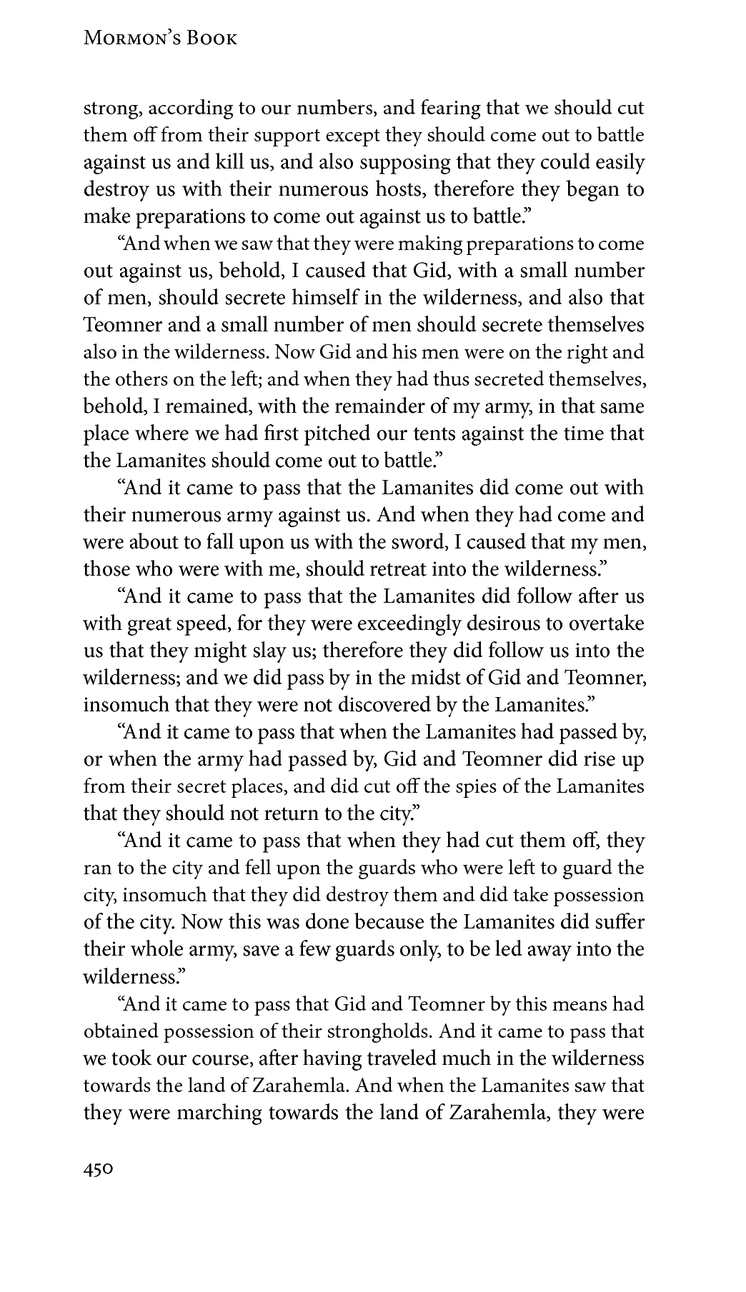 Mormon’s Book
strong, according to our numbers, and fearing that we should cut
them off from their support except they should come out to battle
against us and kill us, and also supposing that they could easily
destroy us with their numerous hosts, therefore they began to
make preparations to come out against us to battle.”
“And when we saw that they were making preparations to come
out against us, behold, I caused that Gid, with a small number
of men, should secrete himself in the wilderness, and also that
Teomner and a small number of men should secrete themselves
also in the wilderness. Now Gid and his men were on the right and
the others on the left; and when they had thus secreted themselves,
behold, I remained, with the remainder of my army, in that same
place where we had first pitched our tents against the time that
the Lamanites should come out to battle.”
“And it came to pass that the Lamanites did come out with
their numerous army against us. And when they had come and
were about to fall upon us with the sword, I caused that my men,
those who were with me, should retreat into the wilderness.”
“And it came to pass that the Lamanites did follow after us
with great speed, for they were exceedingly desirous to overtake
us that they might slay us; therefore they did follow us into the
wilderness; and we did pass by in the midst of Gid and Teomner,
insomuch that they were not discovered by the Lamanites.”
“And it came to pass that when the Lamanites had passed by,
or when the army had passed by, Gid and Teomner did rise up
from their secret places, and did cut off the spies of the Lamanites
that they should not return to the city.”
“And it came to pass that when they had cut them off, they
ran to the city and fell upon the guards who were left to guard the
city, insomuch that they did destroy them and did take possession
of the city. Now this was done because the Lamanites did suffer
their whole army, save a few guards only, to be led away into the
wilderness.”
“And it came to pass that Gid and Teomner by this means had
obtained possession of their strongholds. And it came to pass that
we took our course, after having traveled much in the wilderness
towards the land of Zarahemla. And when the Lamanites saw that
they were marching towards the land of Zarahemla, they were
450